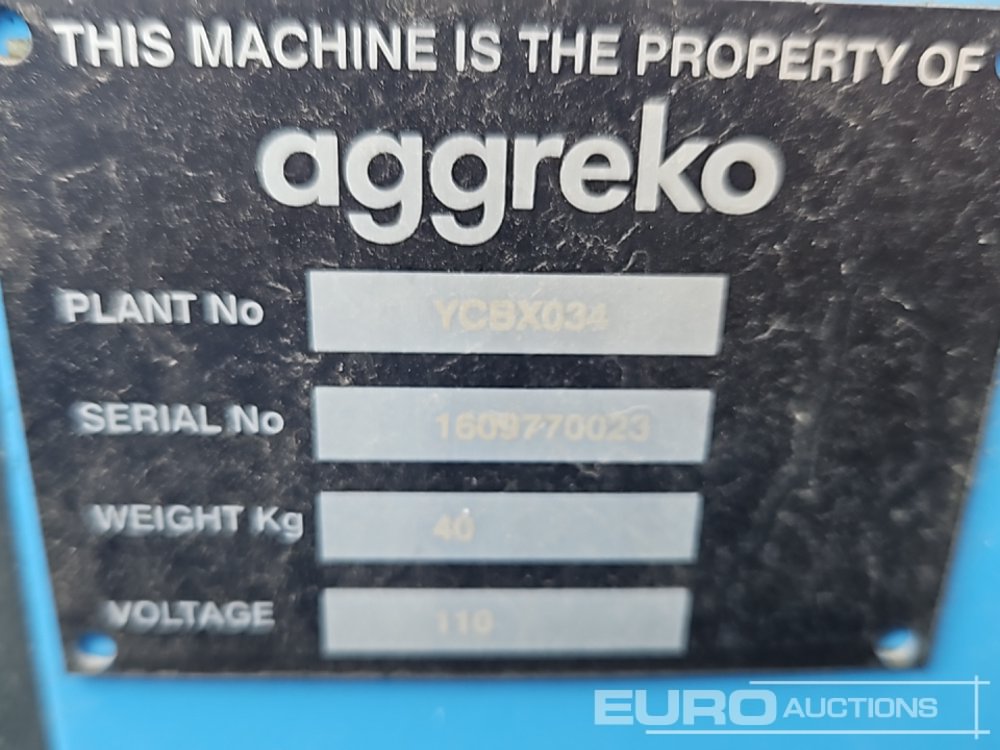 THIS MACHINE IS THE PROPERTY OF
aggreko
PLANT No YCBX034
SERIAL No 1609770023
WEIGHT Kg 40
VOLTAGE 110
EURO AUCTIONS